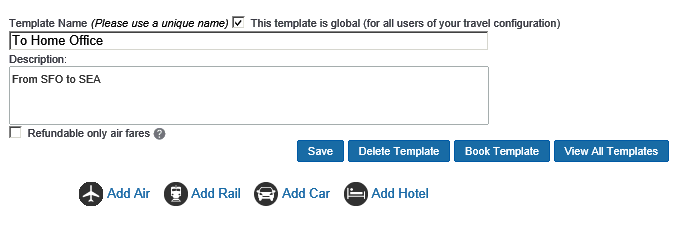 Template Name (Please use a unique name) This template is global (for all users of your travel configuration)
To Home Office
Description:
From SFO to SEA
Refundable only air fares ?
Save Delete Template Book Template View All Templates
Add Air Add Rail Add Car Add Hotel